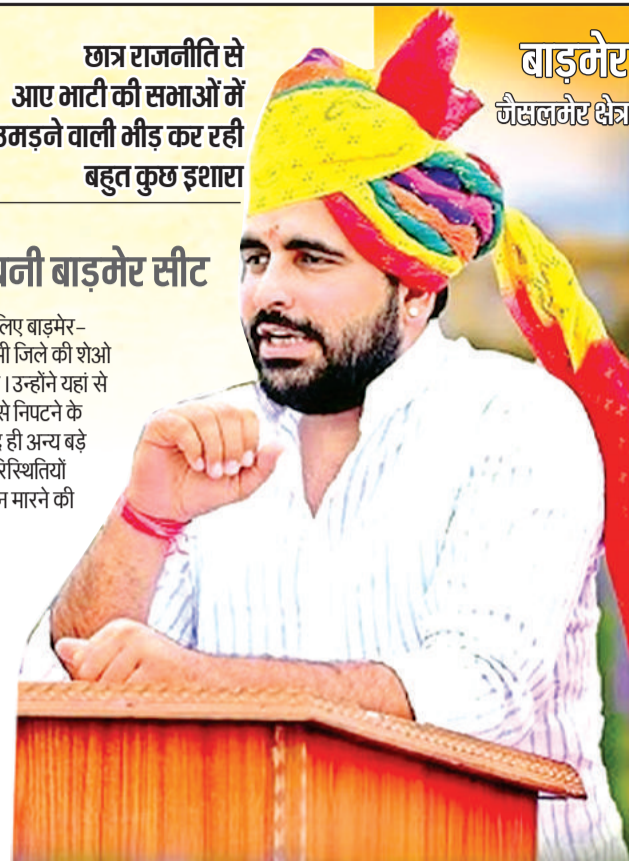 छात्र राजनीति से
आए भाटी की सभाओं में
उमड़ने वाली भीड़ कर रही
बहुत कुछ इशारा
बाड़मेर
जैसलमेर क्षेत्र
बाड़मेर सीट
लिए बाड़मेर–
जिले की शेओ
। उन्होंने यहां से
से निपटने के
ही अन्य बड़े
मारने की